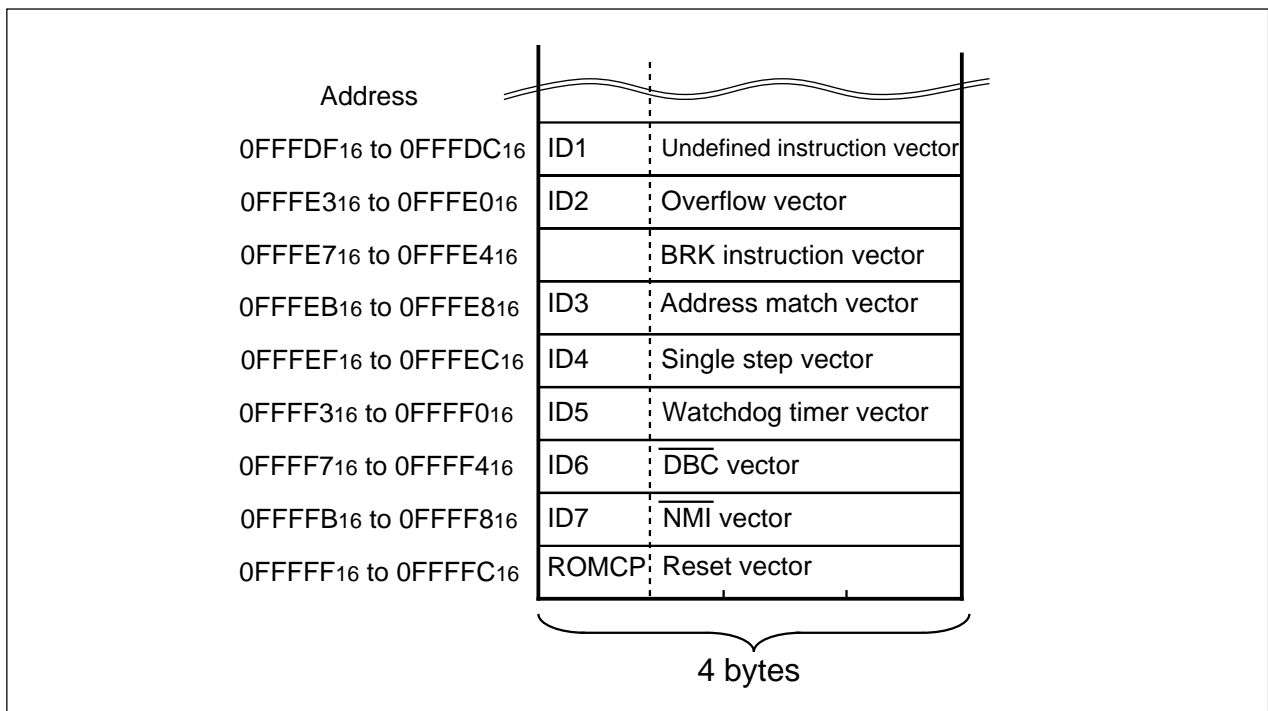 Address
0FFFDF16 to 0FFFDC16 ID1 Undefined instruction vector
0FFFE316 to 0FFFE016 ID2 Overflow vector
0FFFE716 to 0FFFE416 BRK instruction vector
0FFFEB16 to 0FFFE816 ID3 Address match vector
0FFFEF16 to 0FFFEC16 ID4 Single step vector
0FFFF316 to 0FFFF016 ID5 Watchdog timer vector
0FFFF716 to 0FFFF416 ID6 D̅B̅C̅ vector
0FFFFB16 to 0FFFF816 ID7 N̅M̅I̅ vector
0FFFFF16 to 0FFFFC16 ROMCP Reset vector
4 bytes